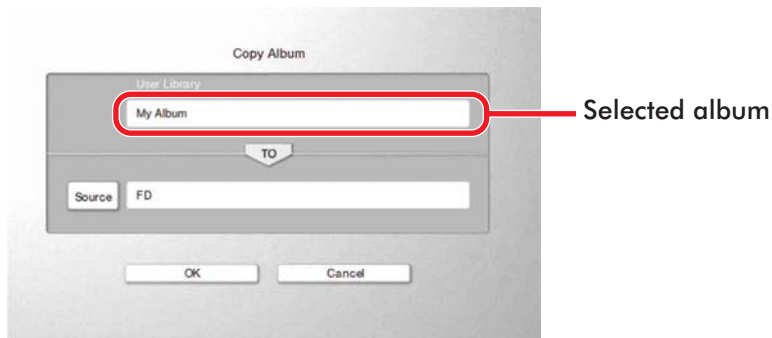 Copy Album
User Library
My Album
Selected album
TO
Source
FD
OK
Cancel